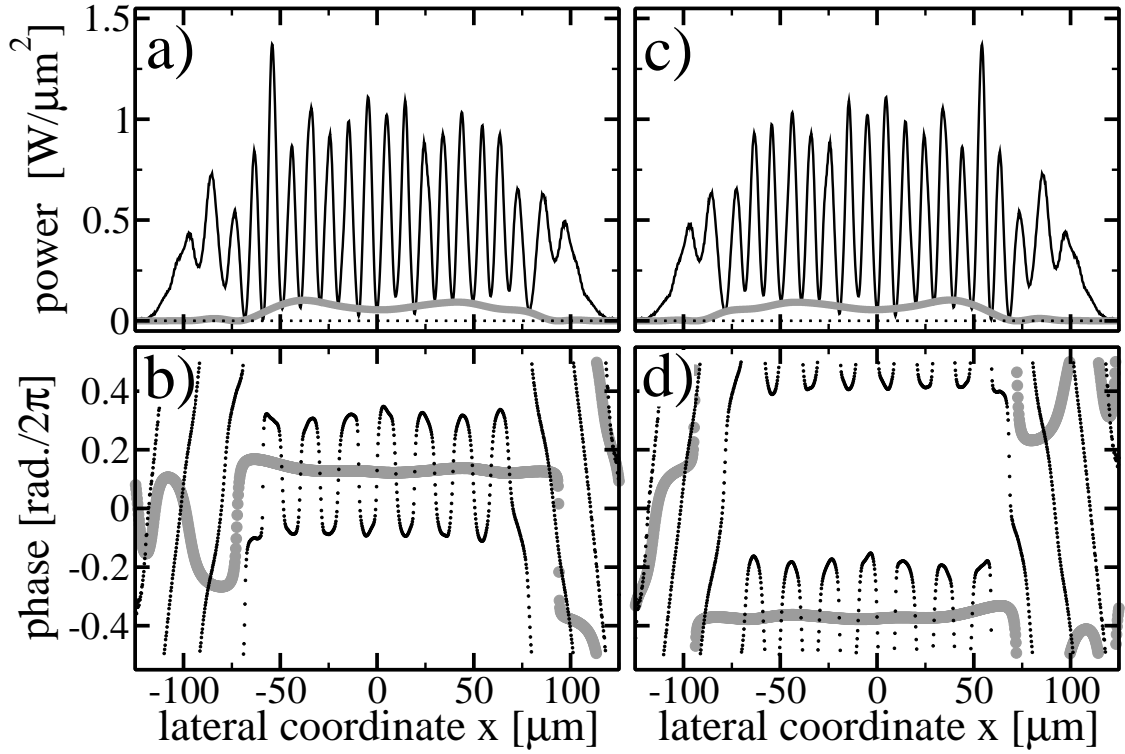 a)
c)
1.5
1
0.5
0
power [W/μm²]
b)
d)
0.4
0.2
0
-0.2
-0.4
phase [rad./2π]
-100 -50 0 50 100 -100 -50 0 50 100
lateral coordinate x [μm] lateral coordinate x [μm]